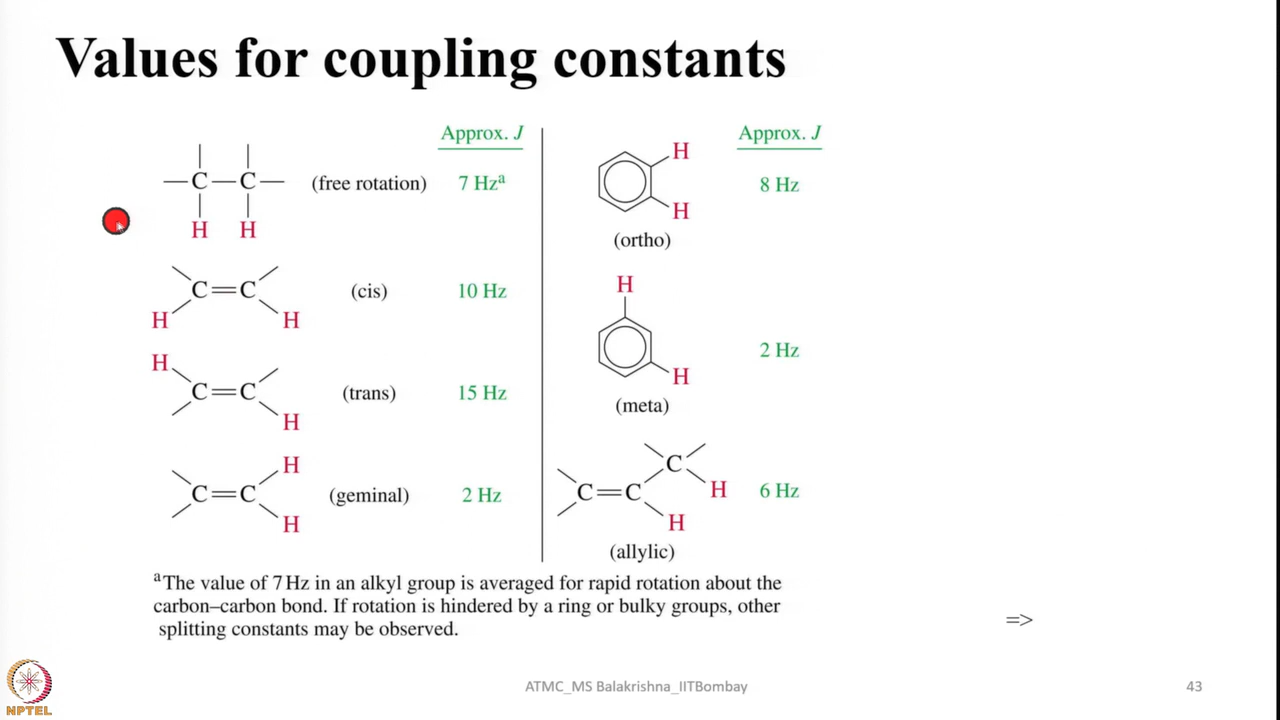 Values for coupling constants
Approx. J
C—C
(free rotation)
7 Hzᵃ
H H
C=C
(cis)
10 Hz
H H
H
C=C
(trans)
15 Hz
H
H
C=C
(geminal)
2 Hz
H
Approx. J
H
8 Hz
H
(ortho)
H
2 Hz
H
(meta)
C
C=C
H
6 Hz
H
(allylic)
ᵃThe value of 7 Hz in an alkyl group is averaged for rapid rotation about the
carbon–carbon bond. If rotation is hindered by a ring or bulky groups, other
splitting constants may be observed.
=>
NPTEL
ATMC_MS Balakrishna_IITBombay
43